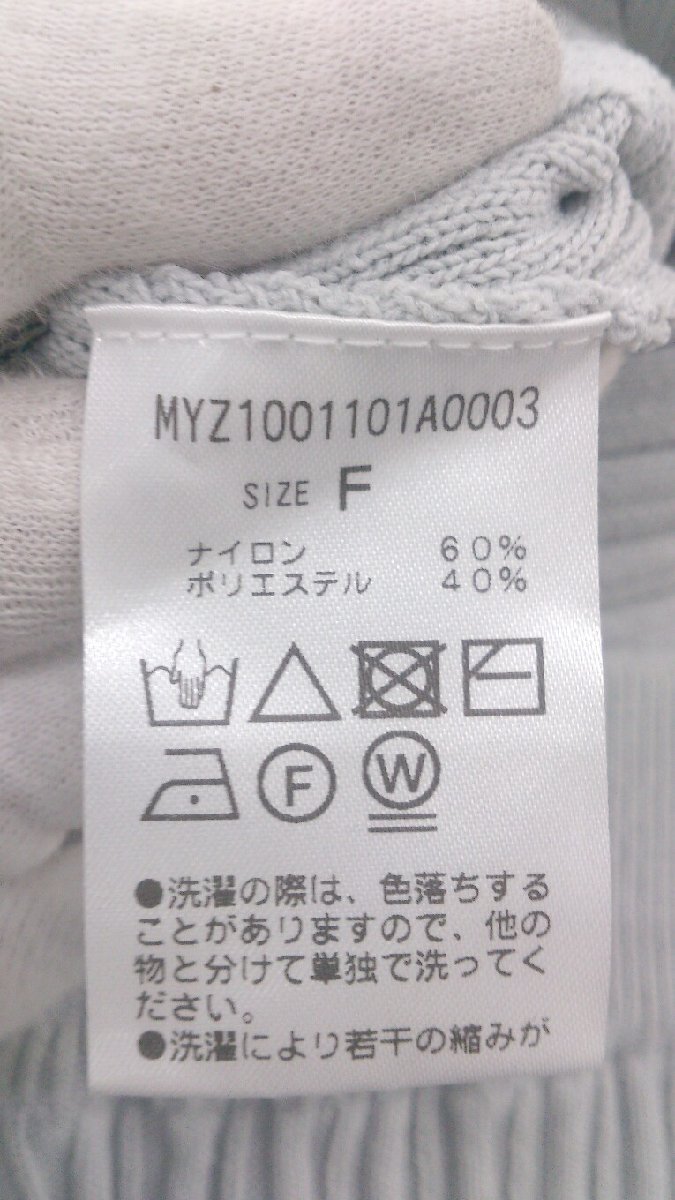 MYZ1001101A0003
SIZE F
ナイロン 60%
ポリエステル 40%
F W
●洗濯の際は、色落ちする
ことがありますので、他の
物と分けて単独で洗ってく
ださい。
●洗濯により若干の縮みが